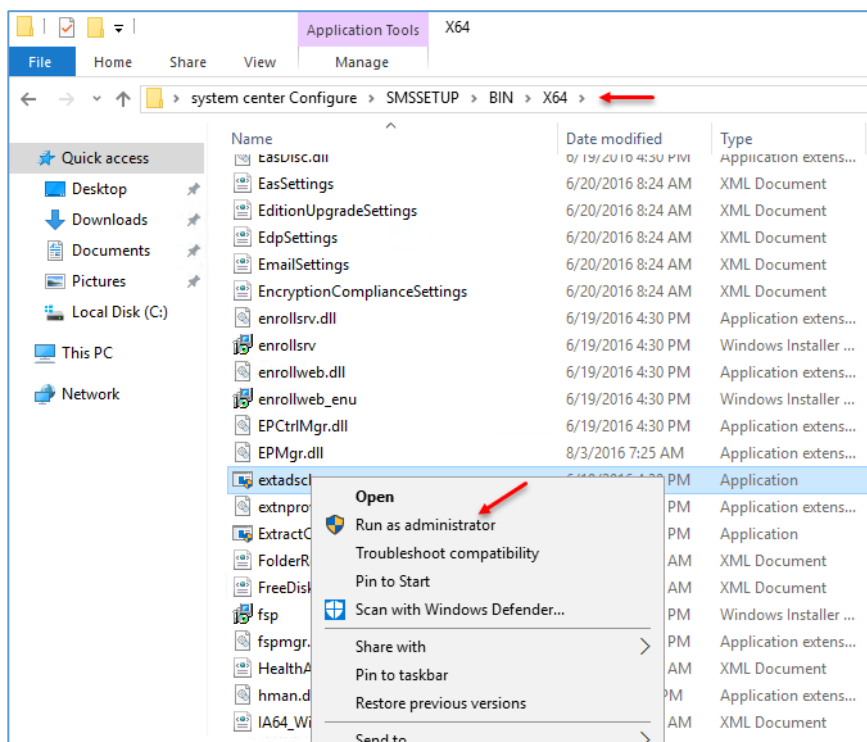 Application Tools X64
File Home Share View Manage
system center Configure > SMSSETUP > BIN > X64 >
Name Date modified Type
Quick access
Desktop
Downloads
Documents
Pictures
Local Disk (C:)
This PC
Network
EasDisc.dll 6/19/2016 4:30 PM Application extens...
EasSettings 6/20/2016 8:24 AM XML Document
EditionUpgradeSettings 6/20/2016 8:24 AM XML Document
EdpSettings 6/20/2016 8:24 AM XML Document
EmailSettings 6/20/2016 8:24 AM XML Document
EncryptionComplianceSettings 6/20/2016 8:24 AM XML Document
enrollsrv.dll 6/19/2016 4:30 PM Application extens...
enrollsrv 6/19/2016 4:30 PM Windows Installer ...
enrollweb.dll 6/19/2016 4:30 PM Application extens...
enrollweb_enu 6/19/2016 4:30 PM Windows Installer ...
EPCtrlMgr.dll 6/19/2016 4:30 PM Application extens...
EPMgr.dll 8/3/2016 7:25 AM Application extens...
PM Application
PM Application extens...
ExtractC PM Application
FolderR AM XML Document
FreeDisk AM XML Document
fsp PM Windows Installer ...
fspmgr. PM Application extens...
HealthA AM XML Document
hman.d PM Application extens...
IA64_Wi AM XML Document
Open
Run as administrator
Troubleshoot compatibility
Pin to Start
Scan with Windows Defender...
Share with
Pin to taskbar
Restore previous versions
Send to